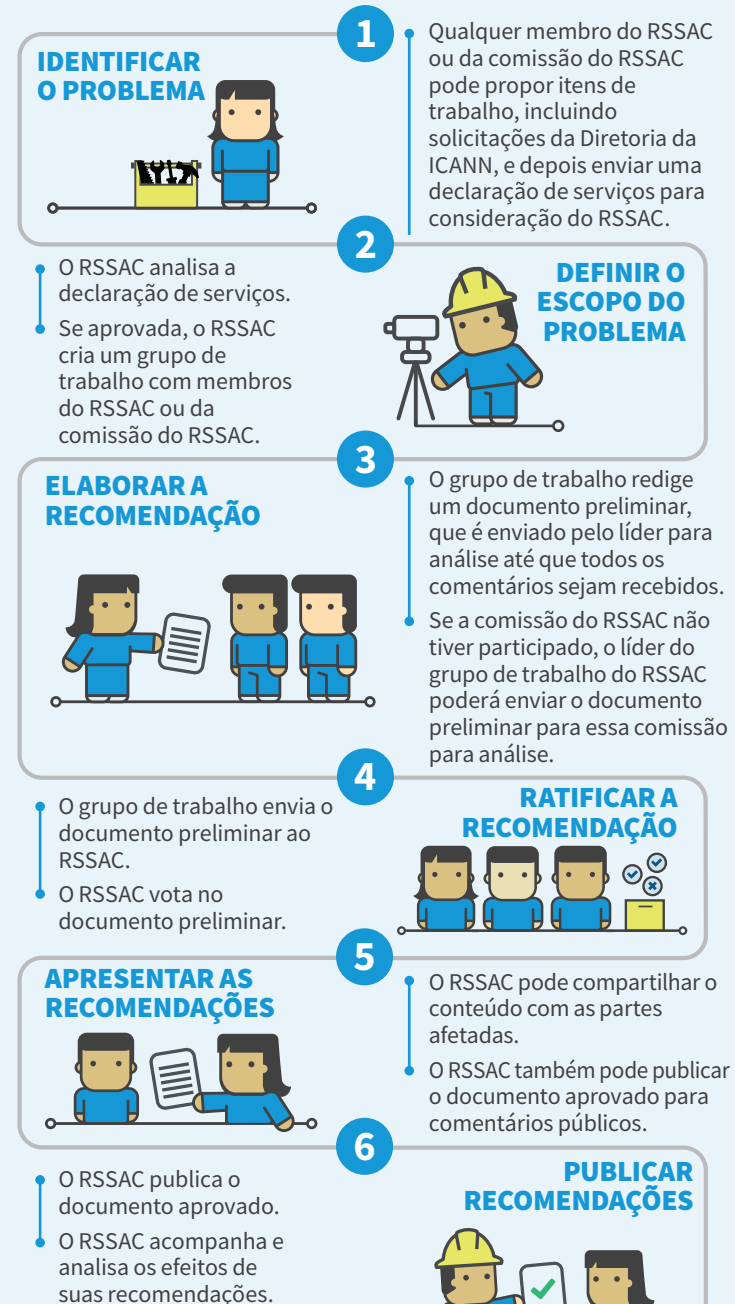 1
IDENTIFICAR
O PROBLEMA
Qualquer membro do RSSAC
ou da comissão do RSSAC
pode propor itens de
trabalho, incluindo
solicitações da Diretoria da
ICANN, e depois enviar uma
declaração de serviços para
consideração do RSSAC.
2
DEFINIR O
ESCOPO DO
PROBLEMA
O RSSAC analisa a
declaração de serviços.
Se aprovada, o RSSAC
cria um grupo de
trabalho com membros
do RSSAC ou da
comissão do RSSAC.
3
ELABORAR A
RECOMENDAÇÃO
O grupo de trabalho redige
um documento preliminar,
que é enviado pelo líder para
análise até que todos os
comentários sejam recebidos.
Se a comissão do RSSAC não
tiver participado, o líder do
grupo de trabalho do RSSAC
poderá enviar o documento
preliminar para essa comissão
para análise.
4
RATIFICAR A
RECOMENDAÇÃO
O grupo de trabalho envia o
documento preliminar ao
RSSAC.
O RSSAC vota no
documento preliminar.
5
APRESENTAR AS
RECOMENDAÇÕES
O RSSAC pode compartilhar o
conteúdo com as partes
afetadas.
O RSSAC também pode publicar
o documento aprovado para
comentários públicos.
6
PUBLICAR
RECOMENDAÇÕES
O RSSAC publica o
documento aprovado.
O RSSAC acompanha e
analisa os efeitos de
suas recomendações.